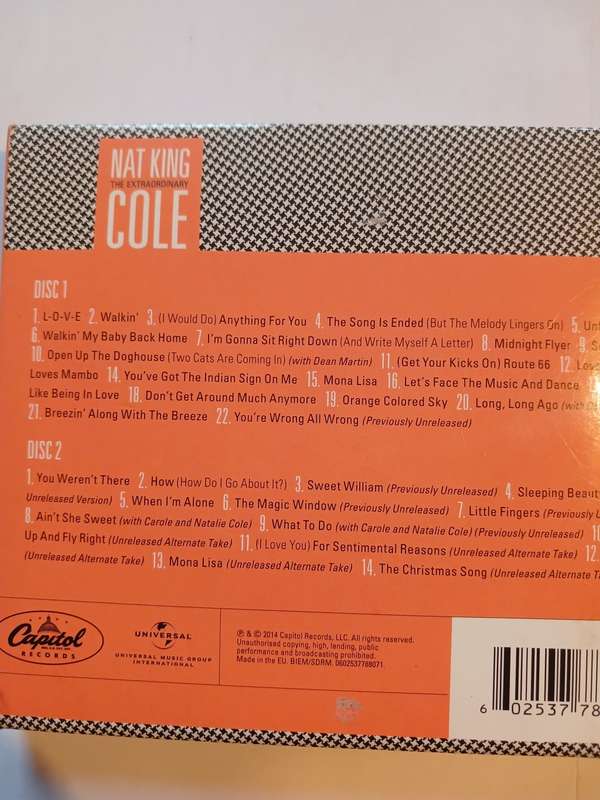 NAT KING
THE EXTRAORDINARY
COLE
DISC 1
1. L-O-V-E 2. Walkin' 3. (I Would Do) Anything For You 4. The Song Is Ended (But The Melody Lingers On) 5.
6. Walkin' My Baby Back Home 7. I'm Gonna Sit Right Down (And Write Myself A Letter) 8. Midnight Flyer 9.
10. Open Up The Doghouse (Two Cats Are Coming In) (with Dean Martin) 11. (Get Your Kicks On) Route 66 12.
Loves Mambo 14. You've Got The Indian Sign On Me 15. Mona Lisa 16. Let's Face The Music And Dance
Like Being In Love 18. Don't Get Around Much Anymore 19. Orange Colored Sky 20. Long, Long Ago (with
21. Breezin' Along With The Breeze 22. You're Wrong All Wrong (Previously Unreleased)
DISC 2
1. You Weren't There 2. How (How Do I Go About It?) 3. Sweet William (Previously Unreleased) 4. Sleeping Beauty
Unreleased Version) 5. When I'm Alone 6. The Magic Window (Previously Unreleased) 7. Little Fingers (Previously
8. Ain't She Sweet (with Carole and Natalie Cole) 9. What To Do (with Carole and Natalie Cole) (Previously Unreleased) 10
Up And Fly Right (Unreleased Alternate Take) 11. (I Love You) For Sentimental Reasons (Unreleased Alternate Take) 12.
(Unreleased Alternate Take) 13. Mona Lisa (Unreleased Alternate Take) 14. The Christmas Song (Unreleased Alternate
Capitol
RECORDS
UNIVERSAL
UNIVERSAL MUSIC GROUP
INTERNATIONAL
℗ & © 2014 Capitol Records, LLC. All rights reserved.
Unauthorised copying, high, lending, public
performance and broadcasting prohibited.
Made in the EU. BIEM/SDRM. 0602537788071.
6 02537 78